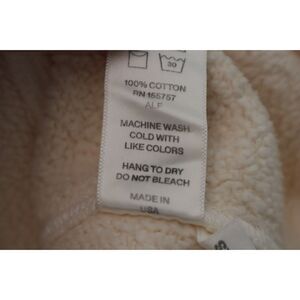 30
100% COTTON
RN 155757
ALF
MACHINE WASH
COLD WITH
LIKE COLORS
HANG TO DRY
DO NOT BLEACH
MADE IN
USA